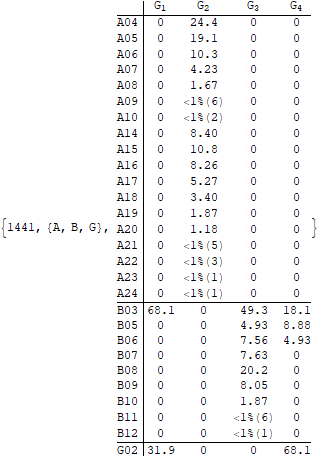 G1 G2 G3 G4
A04 0 24.4 0 0
A05 0 19.1 0 0
A06 0 10.3 0 0
A07 0 4.23 0 0
A08 0 1.67 0 0
A09 0 <1%(6) 0 0
A10 0 <1%(2) 0 0
A14 0 8.40 0 0
A15 0 10.8 0 0
A16 0 8.26 0 0
A17 0 5.27 0 0
A18 0 3.40 0 0
A19 0 1.87 0 0
{1441, {A, B, G}, A20 0 1.18 0 0 }
A21 0 <1%(5) 0 0
A22 0 <1%(3) 0 0
A23 0 <1%(1) 0 0
A24 0 <1%(1) 0 0
B03 68.1 0 49.3 18.1
B05 0 0 4.93 8.88
B06 0 0 7.56 4.93
B07 0 0 7.63 0
B08 0 0 20.2 0
B09 0 0 8.05 0
B10 0 0 1.87 0
B11 0 0 <1%(6) 0
B12 0 0 <1%(1) 0
G02 31.9 0 0 68.1